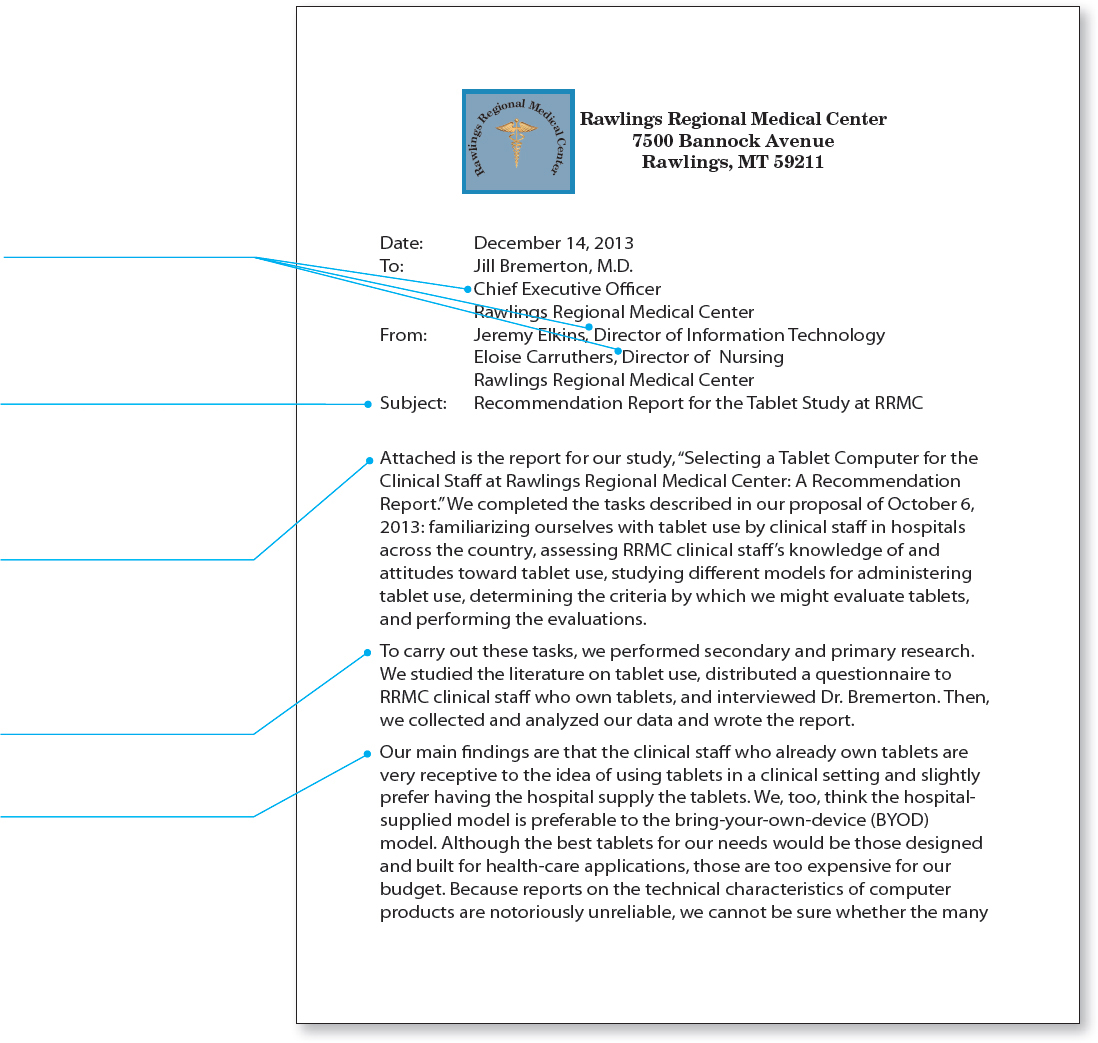 Rawlings Regional Medical Center
Rawlings Regional Medical Center
7500 Bannock Avenue
Rawlings, MT 59211
Date: December 14, 2013
To: Jill Bremerton, M.D.
Chief Executive Officer
Rawlings Regional Medical Center
From: Jeremy Elkins, Director of Information Technology
Eloise Carruthers, Director of Nursing
Rawlings Regional Medical Center
Subject: Recommendation Report for the Tablet Study at RRMC
Attached is the report for our study, “Selecting a Tablet Computer for the
Clinical Staff at Rawlings Regional Medical Center: A Recommendation
Report.” We completed the tasks described in our proposal of October 6,
2013: familiarizing ourselves with tablet use by clinical staff in hospitals
across the country, assessing RRMC clinical staff’s knowledge of and
attitudes toward tablet use, studying different models for administering
tablet use, determining the criteria by which we might evaluate tablets,
and performing the evaluations.
To carry out these tasks, we performed secondary and primary research.
We studied the literature on tablet use, distributed a questionnaire to
RRMC clinical staff who own tablets, and interviewed Dr. Bremerton. Then,
we collected and analyzed our data and wrote the report.
Our main findings are that the clinical staff who already own tablets are
very receptive to the idea of using tablets in a clinical setting and slightly
prefer having the hospital supply the tablets. We, too, think the hospital-
supplied model is preferable to the bring-your-own-device (BYOD)
model. Although the best tablets for our needs would be those designed
and built for health-care applications, those are too expensive for our
budget. Because reports on the technical characteristics of computer
products are notoriously unreliable, we cannot be sure whether the many